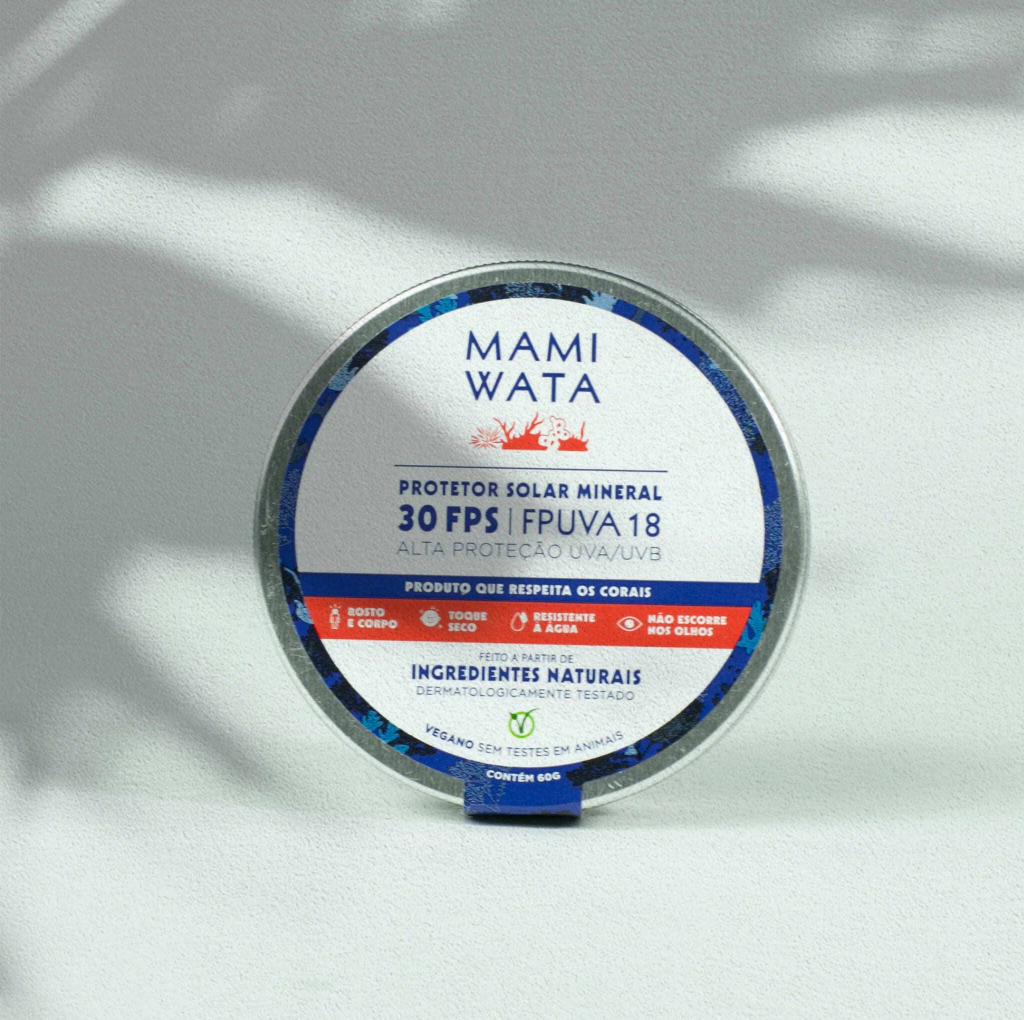 MAMI
WATA
PROTETOR SOLAR MINERAL
30 FPS | FPUVA 18
ALTA PROTEÇÃO UVA/UVB
PRODUTO QUE RESPEITA OS CORAIS
ROSTO
E CORPO
TOQUE
SECO
RESISTENTE
A ÁGUA
NÃO ESCORRE
NOS OLHOS
FEITO A PARTIR DE
INGREDIENTES NATURAIS
DERMATOLOGICAMENTE TESTADO
VEGANO SEM TESTES EM ANIMAIS
CONTÉM 60G